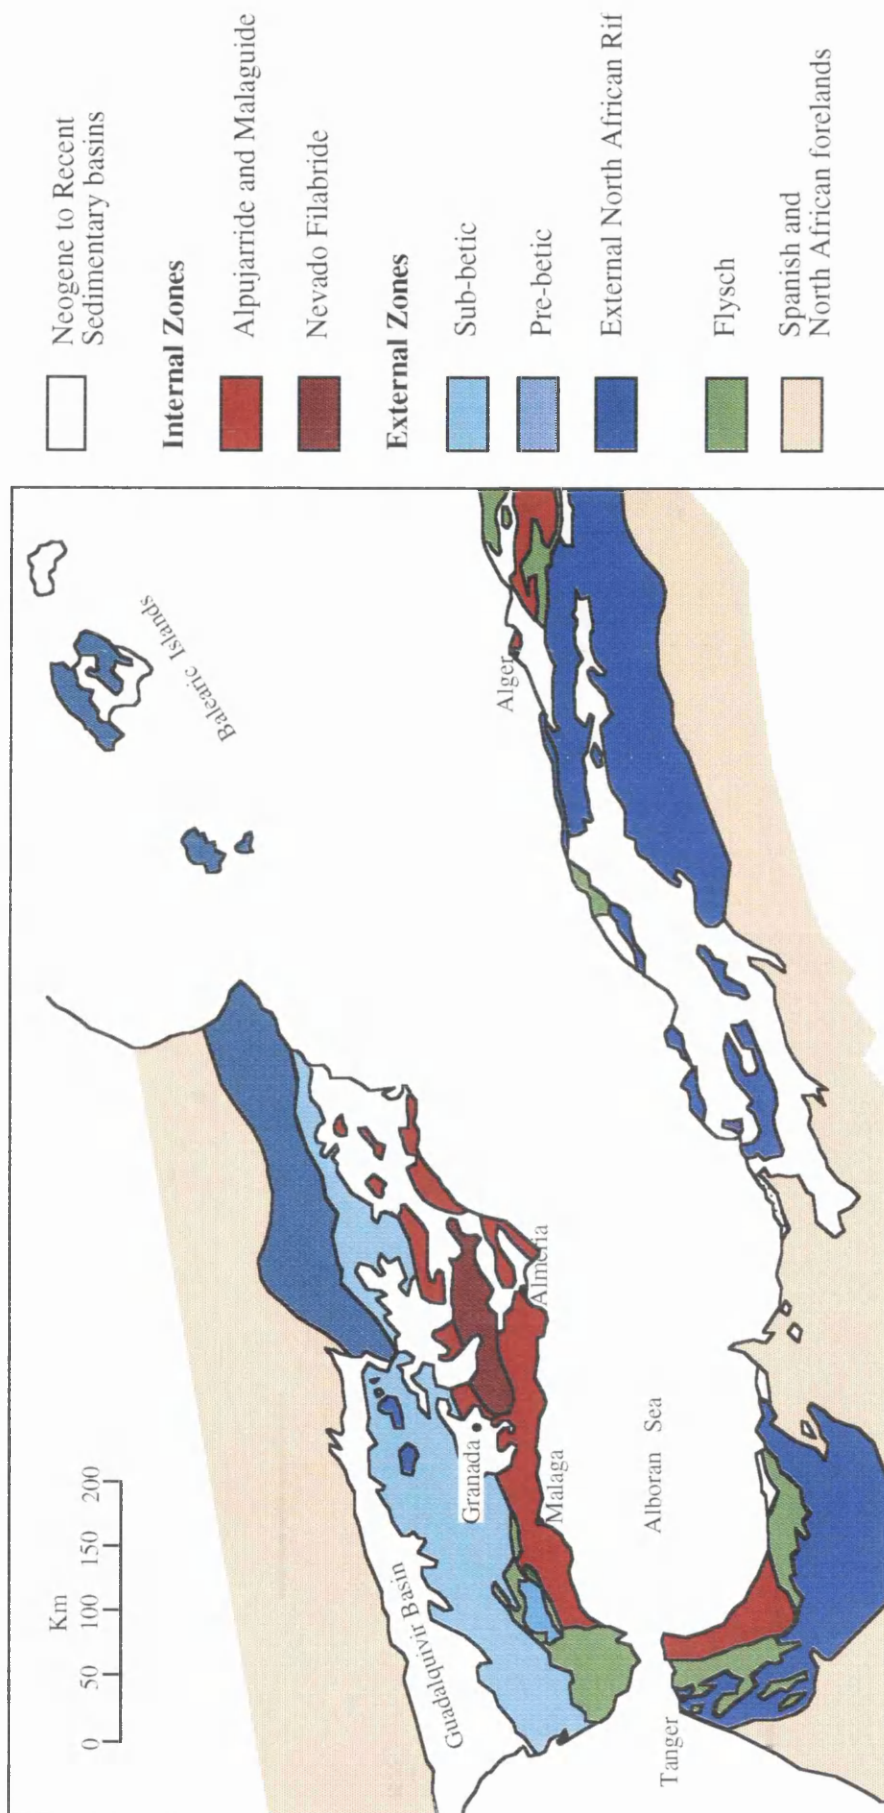 Km
0 50 100 150 200
Guadalquivir Basin
Granada
Malaga
Almeria
Alboran Sea
Tanger
Alger
Balearic Islands
Neogene to Recent
Sedimentary basins
Internal Zones
Alpujarride and Malaguide
Nevado Filabride
External Zones
Sub-betic
Pre-betic
External North African Rif
Flysch
Spanish and
North African forelands